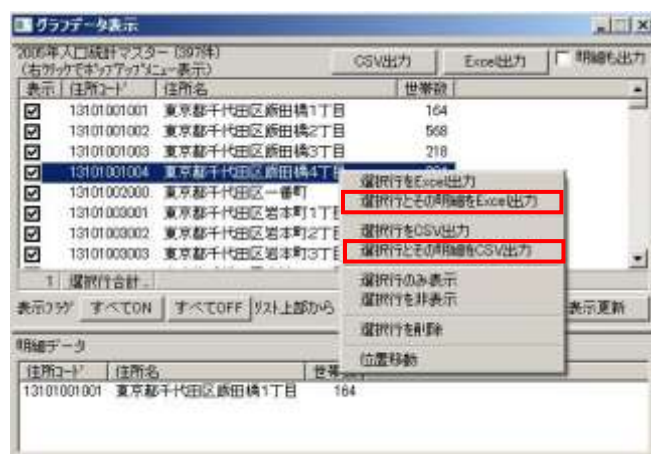 グラフデータ表示
2005年人口統計マスター (397件)
(右クリックでポップアップメニュー表示)
CSV出力 Excel出力 明細も出力
表示 住所コード 住所名 世帯数
13101001001 東京都千代田区飯田橋1丁目 164
13101001002 東京都千代田区飯田橋2丁目 568
13101001003 東京都千代田区飯田橋3丁目 218
13101001004 東京都千代田区飯田橋4丁目
13101002000 東京都千代田区一番町
13101003001 東京都千代田区岩本町1丁目
13101003002 東京都千代田区岩本町2丁
13101003003 東京都千代田区岩本町3丁
1 選択行合計
選択行をExcel出力
選択行とその明細をExcel出力
選択行をCSV出力
選択行とその明細をCSV出力
選択行のみ表示
選択行を非表示
選択行を削除
位置移動
表示フラグ すべてON すべてOFF リスト上部から 表示更新
明細データ
住所コード 住所名
13101001001 東京都千代田区飯田橋1丁目 164